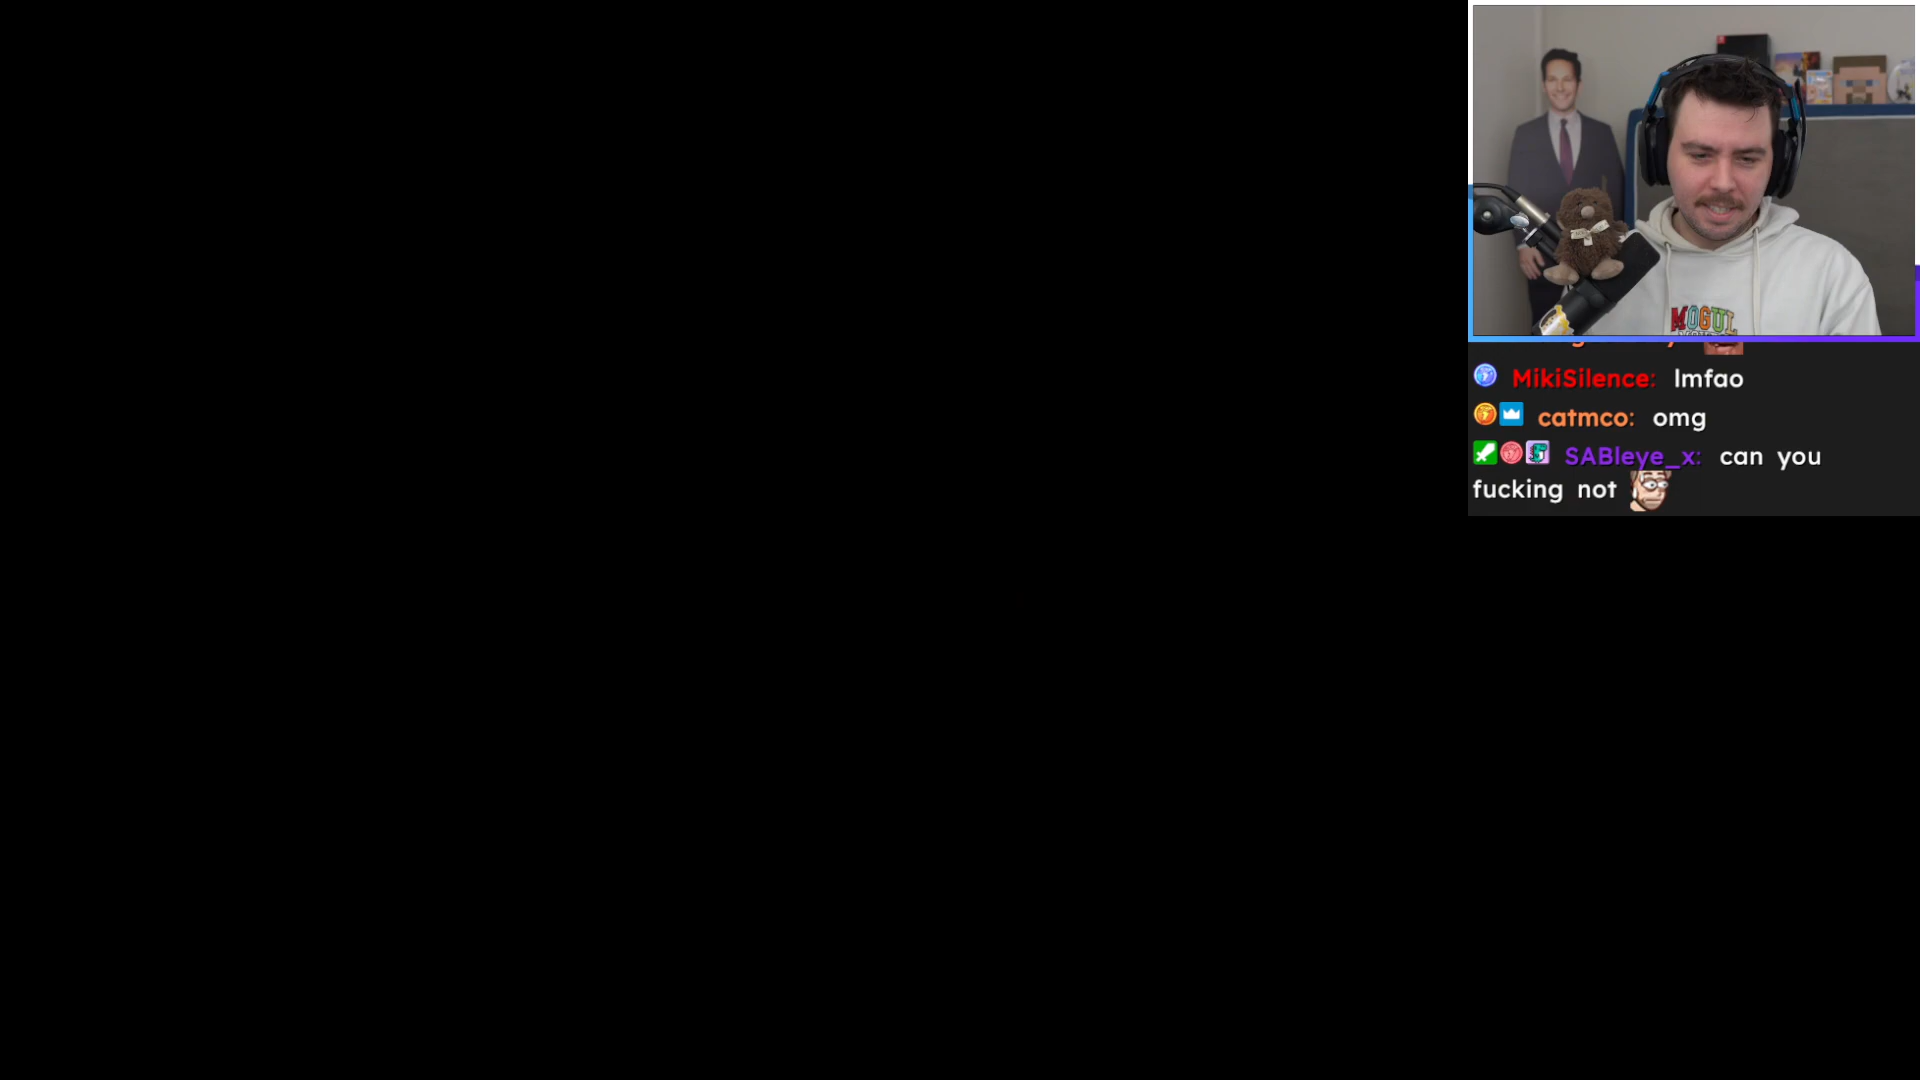 MOGUL
MikiSilence: lmfao
catmco: omg
SABleye_x: can you
fucking not